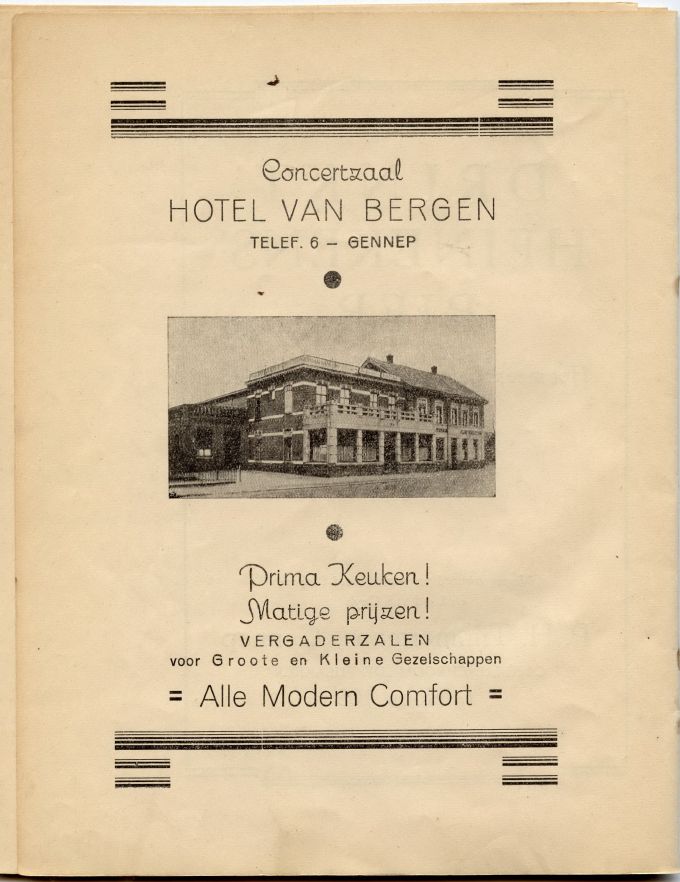 Concertzaal
HOTEL VAN BERGEN
TELEF. 6 — GENNEP
Prima Keuken!
Matige prijzen!
VERGADERZALEN
voor Groote en Kleine Gezelschappen
= Alle Modern Comfort =